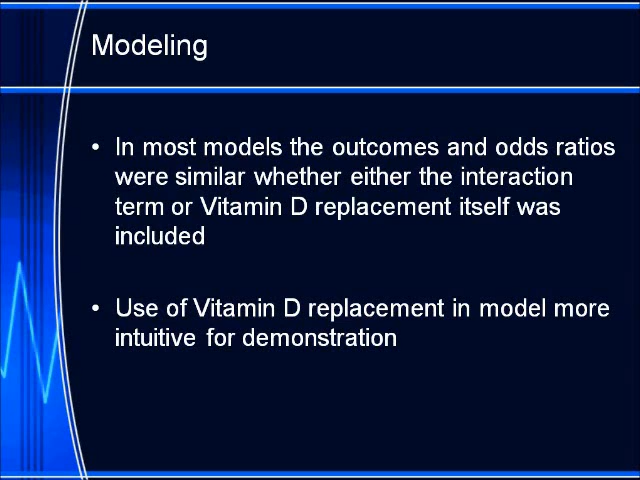 Modeling
• In most models the outcomes and odds ratios
were similar whether either the interaction
term or Vitamin D replacement itself was
included
• Use of Vitamin D replacement in model more
intuitive for demonstration